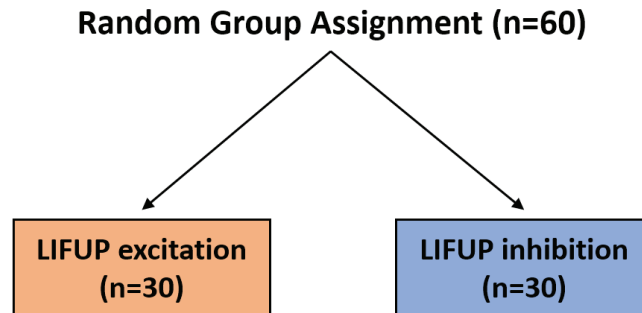 Random Group Assignment (n=60)
LIFUP excitation
(n=30)
LIFUP inhibition
(n=30)